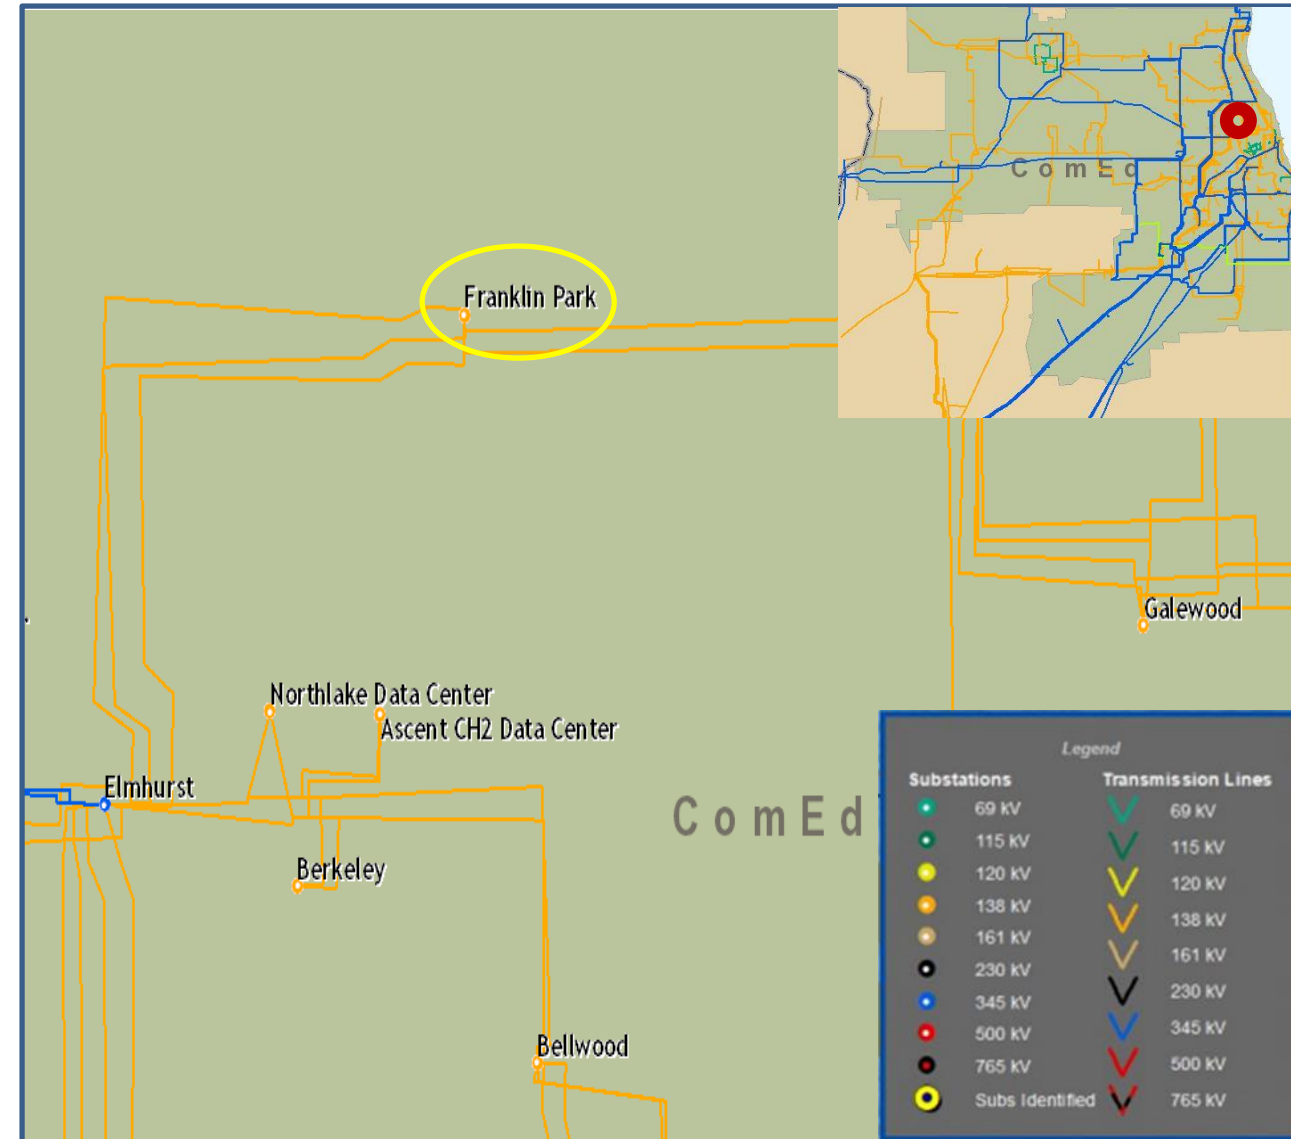 ComEd
Franklin Park
Galewood
Northlake Data Center
Ascent CH2 Data Center
Elmhurst
ComEd
Berkeley
Bellwood
Legend
Substations
Transmission Lines
69 kV
69 kV
115 kV
115 kV
120 kV
120 kV
138 kV
138 kV
161 kV
161 kV
230 kV
230 kV
345 kV
345 kV
500 kV
500 kV
765 kV
765 kV
Subs Identified